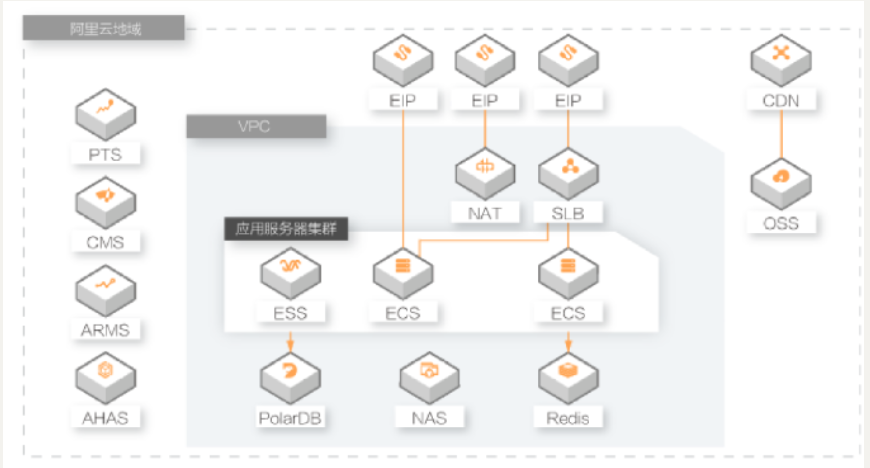 阿里云地域
EIP
EIP
EIP
CDN
PTS
VPC
CMS
NAT
SLB
OSS
应用服务器集群
ESS
ECS
ECS
ARMS
AHAS
PolarDB
NAS
Redis